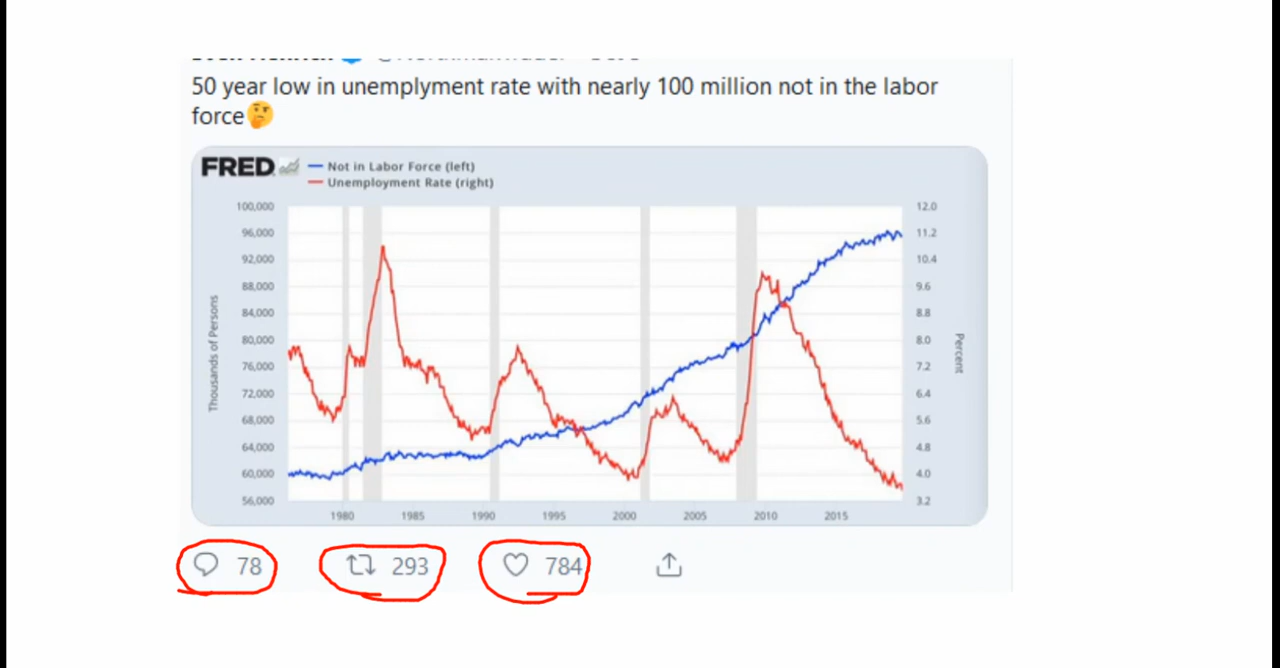 50 year low in unemplyment rate with nearly 100 million not in the labor
force🤔
FRED
Not in Labor Force (left)
Unemployment Rate (right)
100,000
96,000
92,000
88,000
84,000
80,000
76,000
72,000
68,000
64,000
60,000
56,000
Thousands of Persons
12.0
11.2
10.4
9.6
8.8
8.0
7.2
6.4
5.6
4.8
4.0
3.2
Percent
1980 1985 1990 1995 2000 2005 2010 2015
78 293 784